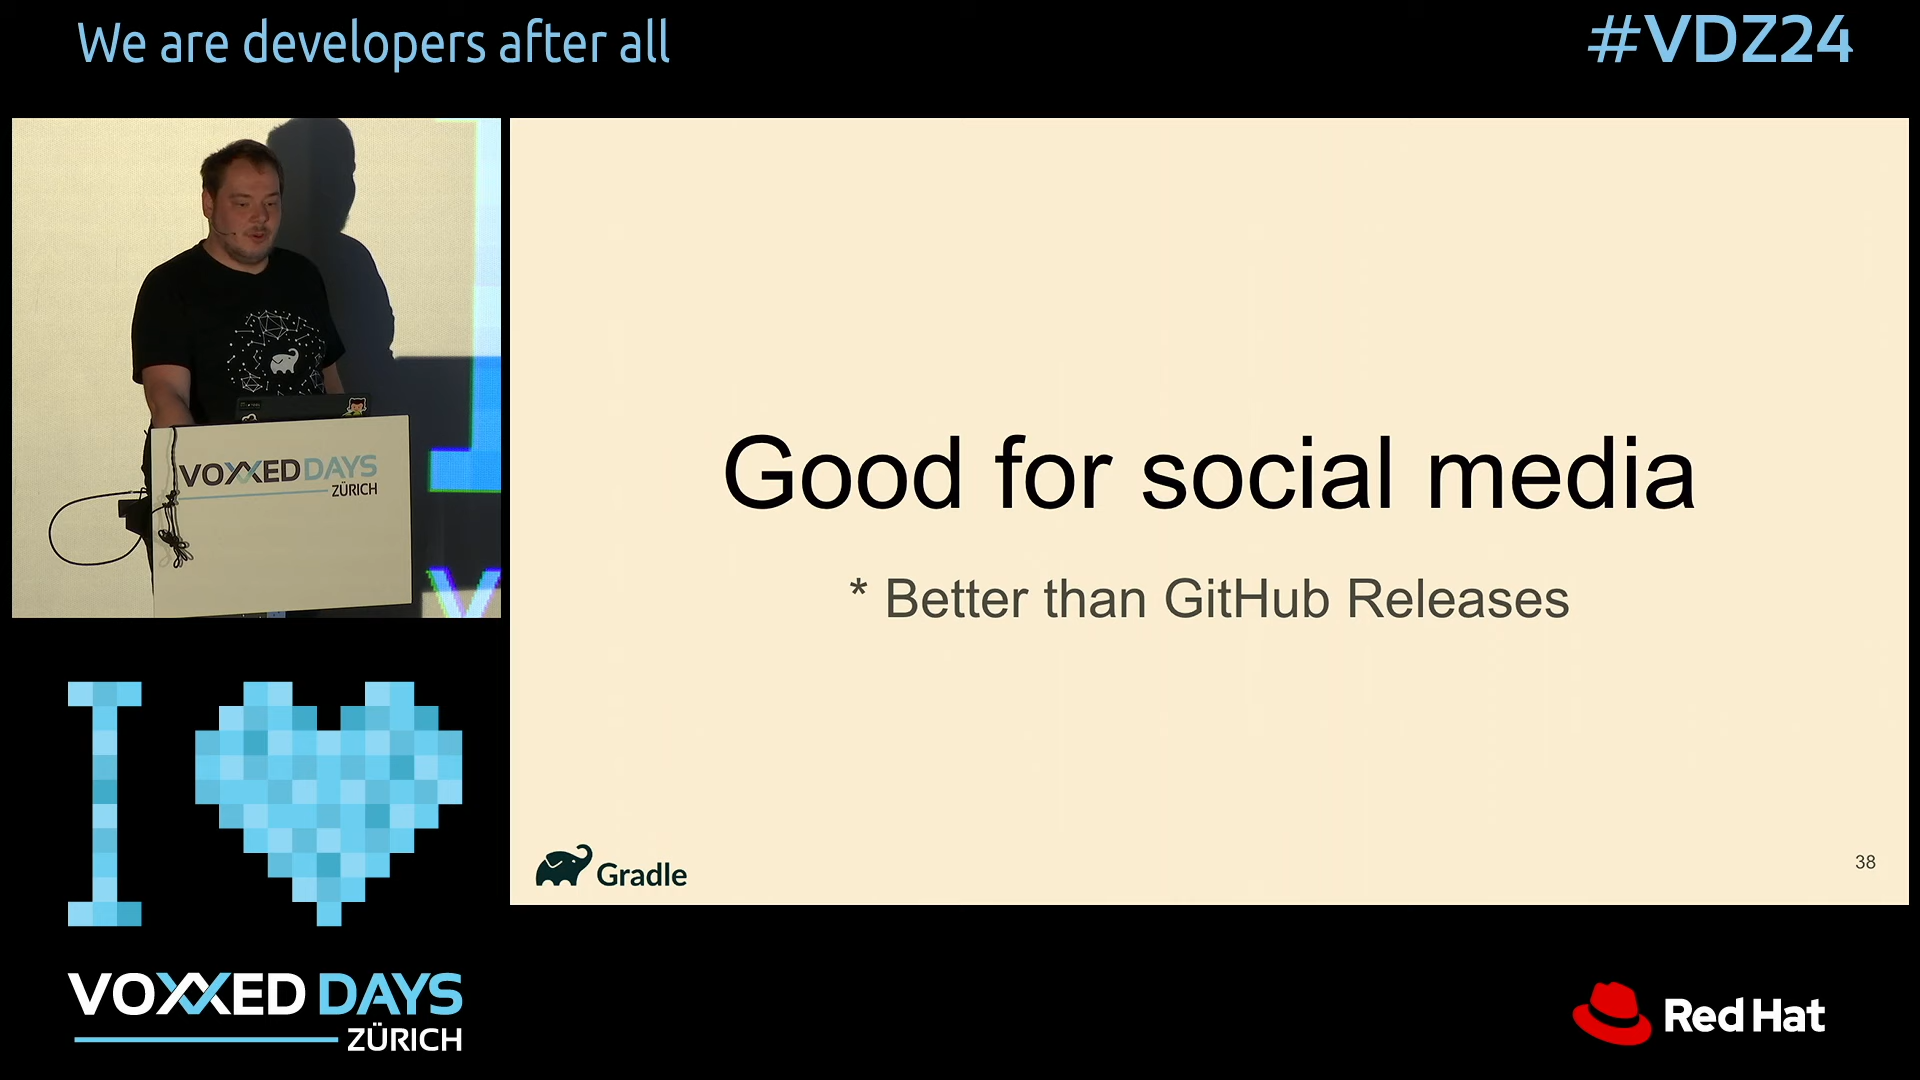 We are developers after all
#VDZ24
VOXXED DAYS
ZÜRICH
Good for social media
* Better than GitHub Releases
Gradle
38
I
VOXXED DAYS
ZÜRICH
Red Hat